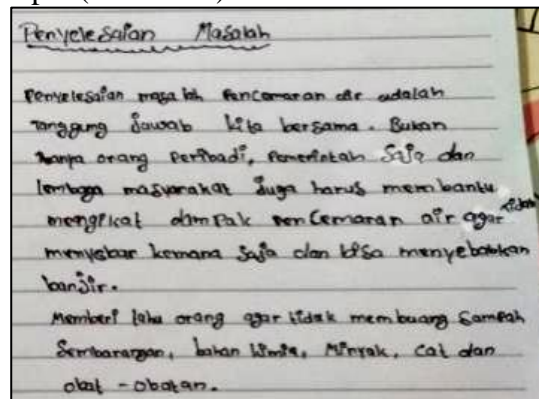 Penyelesaian Masalah
Penyelesaian masalah Pencemaran air adalah
tanggung Jawab kita bersama. Bukan
hanya orang Peribadi, Pemerintah Saja dan
lembaga masyarakat Juga harus membantu
mengikat dampak Pencemaran air agar tidak
menyebar kemana Saja dan bisa menyebabkan
banjir.
Memberi tahu orang agar tidak membuang Sampah
Sembarangan, bahan kimia, Minyak, Cat dan
obat - obatan.